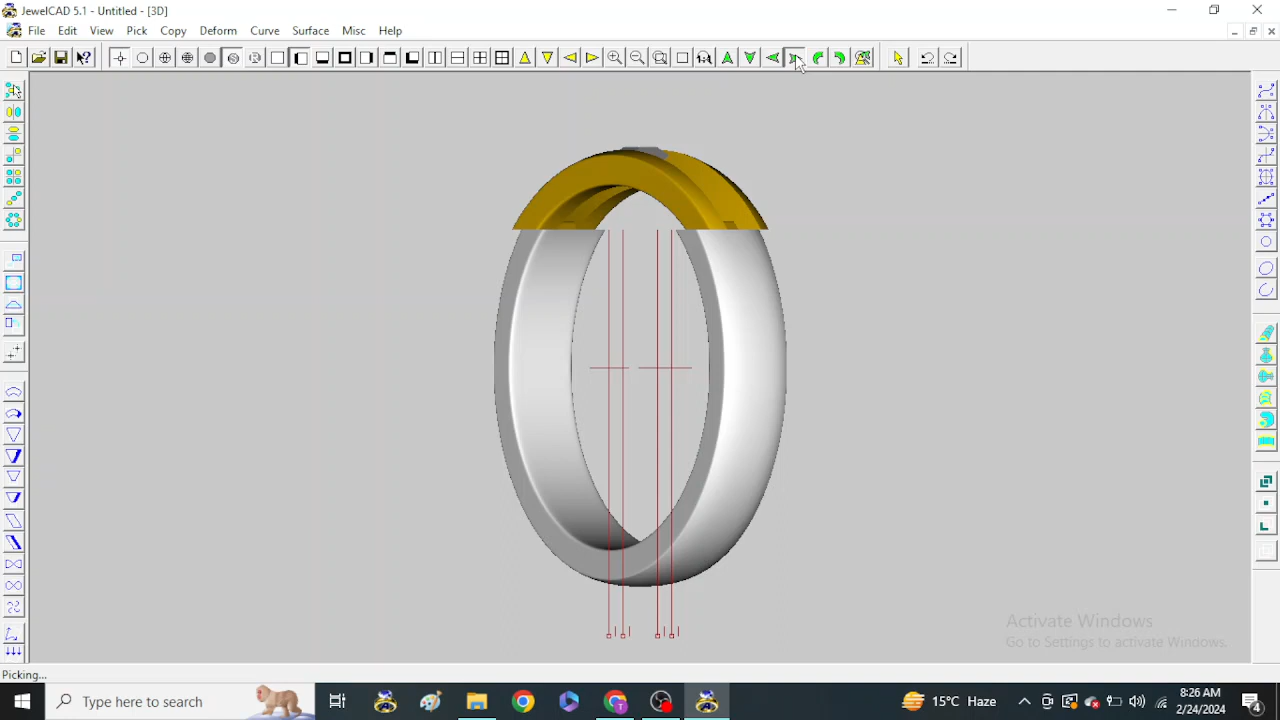 JewelCAD 5.1 - Untitled - [3D]
File Edit View Pick Copy Deform Curve Surface Misc Help
Activate Windows
Go to Settings to activate Windows.
Picking...
Type here to search
15°C Haze
8:26 AM
2/24/2024
4